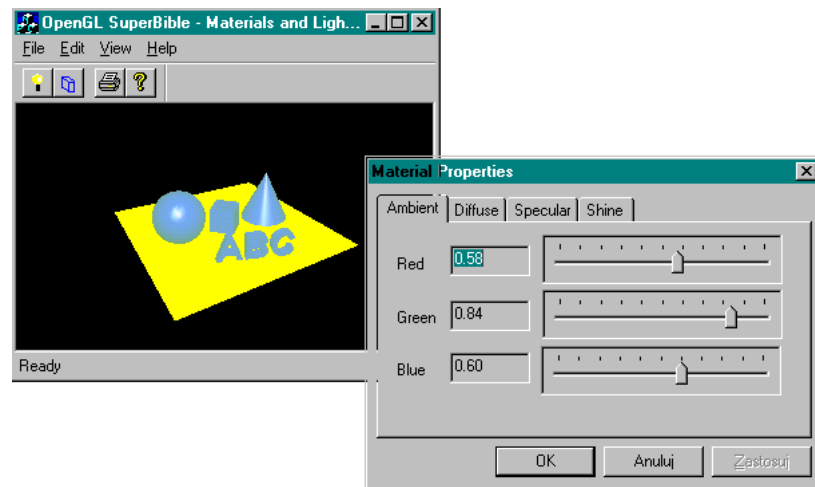 OpenGL SuperBible - Materials and Ligh...
File Edit View Help
ABC
Ready
Material Properties
Ambient Diffuse Specular Shine
Red 0.58
Green 0.84
Blue 0.60
OK Anuluj Zastosuj